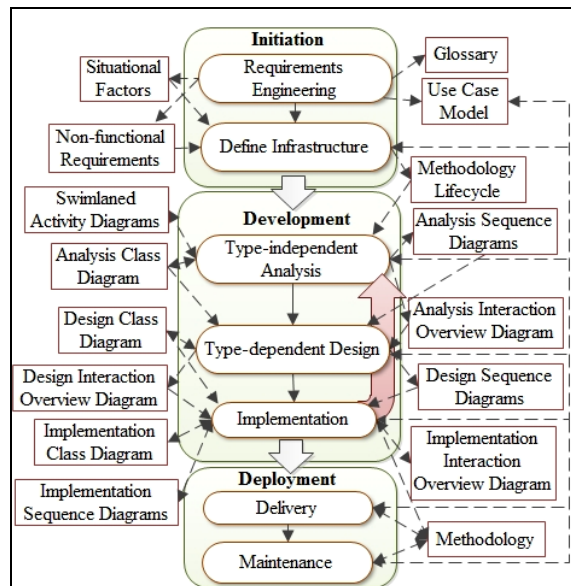 Initiation
Situational
Factors
Requirements
Engineering
Glossary
Use Case
Model
Non-functional
Requirements
Define Infrastructure
Methodology
Lifecycle
Swimlaned
Activity Diagrams
Development
Analysis Sequence
Diagrams
Type-independent
Analysis
Analysis Class
Diagram
Analysis Interaction
Overview Diagram
Design Class
Diagram
Type-dependent Design
Design Interaction
Overview Diagram
Design Sequence
Diagrams
Implementation
Implementation
Class Diagram
Implementation
Interaction
Overview Diagram
Implementation
Sequence Diagrams
Deployment
Delivery
Methodology
Maintenance